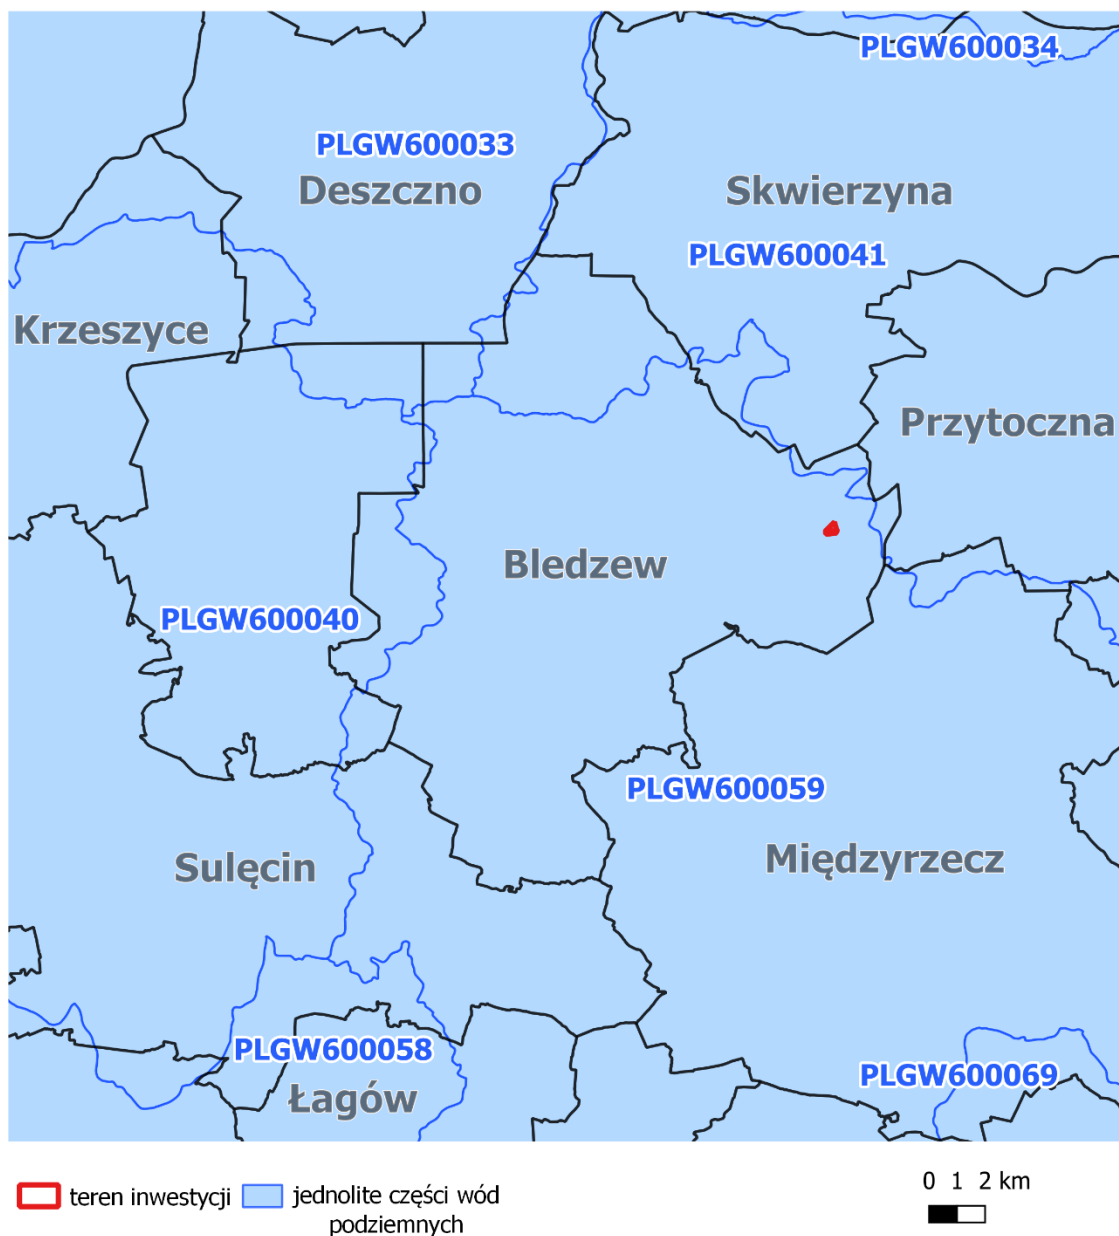 PLGW600034
PLGW600033
Deszczno
Skwierzyna
PLGW600041
Krzeszyce
Przytoczna
Bledzew
PLGW600040
PLGW600059
Sulęcin
Międzyrzecz
PLGW600058
PLGW600069
Łagów
teren inwestycji
jednolite części wód
podziemnych
0 1 2 km